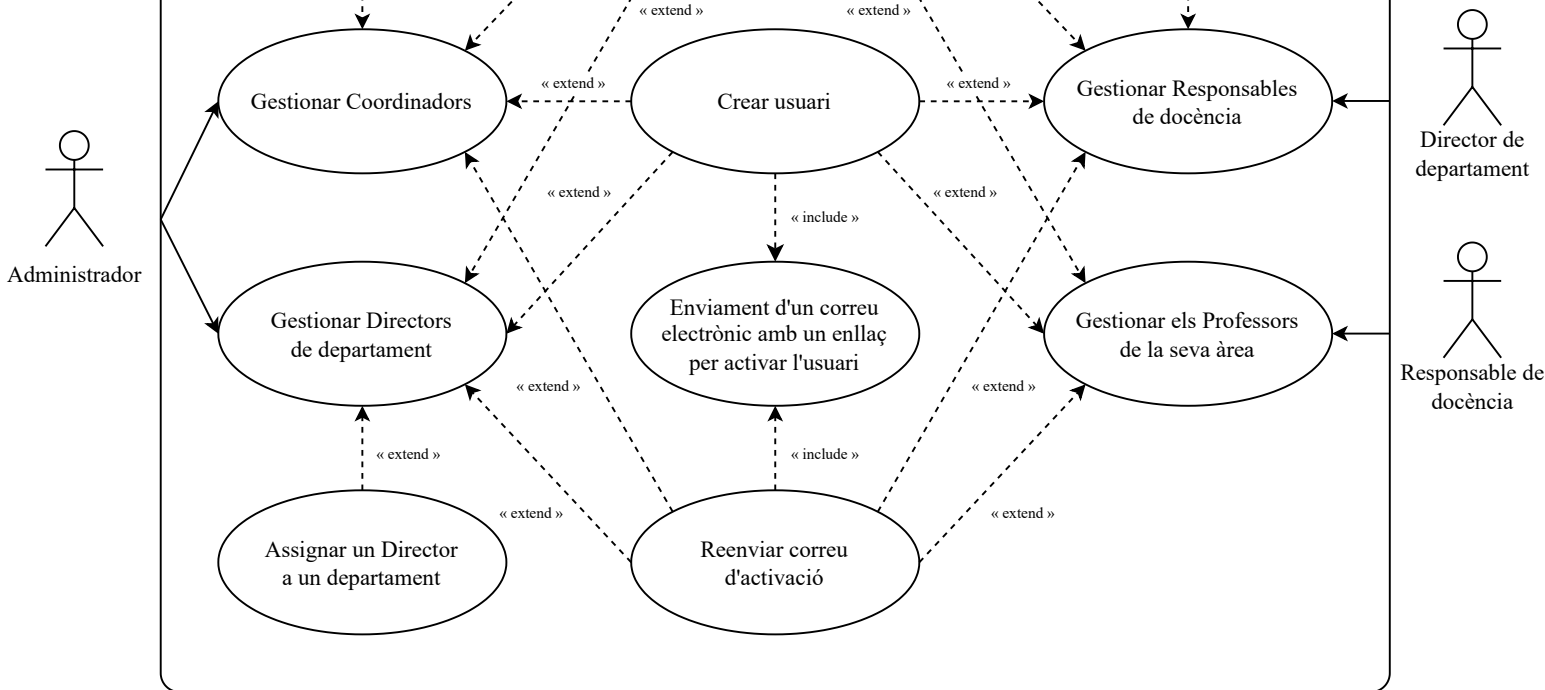 « extend »
« extend »
« extend »
« extend »
Gestionar Coordinadors
Crear usuari
Gestionar Responsables
de docència
Director de
departament
« extend »
« extend »
« include »
Administrador
Gestionar Directors
de departament
Enviament d'un correu
electrònic amb un enllaç
per activar l'usuari
Gestionar els Professors
de la seva àrea
Responsable de
docència
« extend »
« extend »
« extend »
« include »
« extend »
« extend »
Assignar un Director
a un departament
Reenviar correu
d'activació